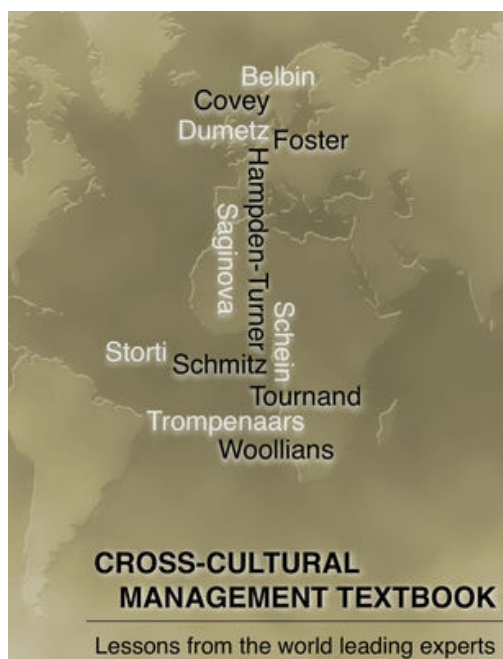 Belbin
Covey
Dumetz
Foster
Hampden-Turner
Saginova
Schein
Storti
Schmitz
Tournand
Trompenaars
Woollians
CROSS-CULTURAL
MANAGEMENT TEXTBOOK
Lessons from the world leading experts